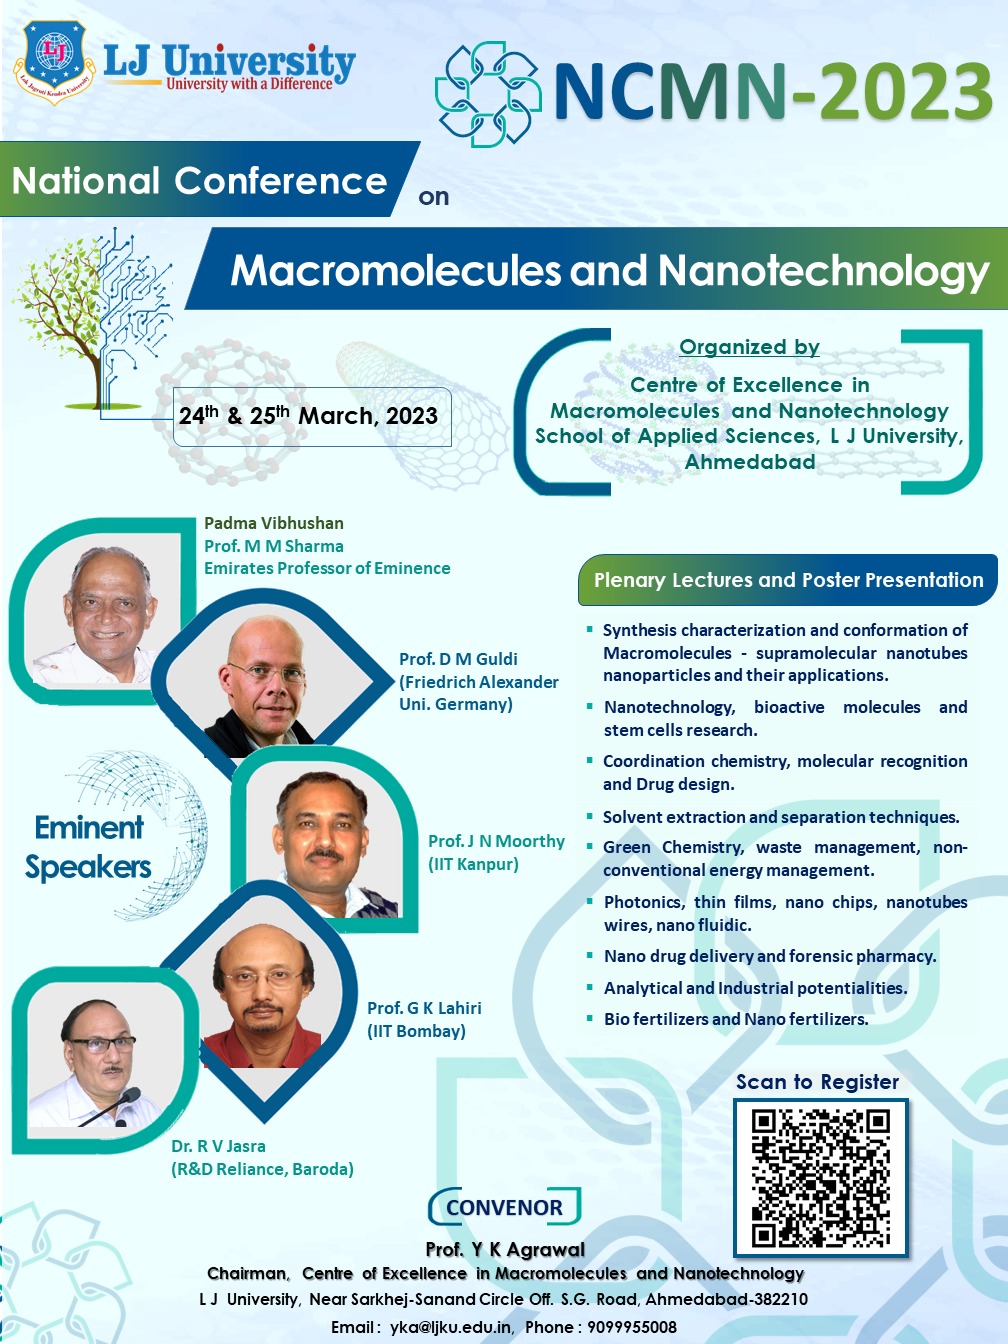 LJ
Lok Jagruti Kendra University
LJ University
University with a Difference
NCMN-2023
National Conference
on
Macromolecules and Nanotechnology
24th & 25th March, 2023
Organized by
Centre of Excellence in
Macromolecules and Nanotechnology
School of Applied Sciences, L J University,
Ahmedabad
Padma Vibhushan
Prof. M M Sharma
Emirates Professor of Eminence
Prof. D M Guldi
(Friedrich Alexander
Uni. Germany)
Eminent
Speakers
Prof. J N Moorthy
(IIT Kanpur)
Prof. G K Lahiri
(IIT Bombay)
Dr. R V Jasra
(R&D Reliance, Baroda)
Plenary Lectures and Poster Presentation
▪ Synthesis characterization and conformation of
Macromolecules - supramolecular nanotubes
nanoparticles and their applications.
▪ Nanotechnology, bioactive molecules and
stem cells research.
▪ Coordination chemistry, molecular recognition
and Drug design.
▪ Solvent extraction and separation techniques.
▪ Green Chemistry, waste management, non-
conventional energy management.
▪ Photonics, thin films, nano chips, nanotubes
wires, nano fluidic.
▪ Nano drug delivery and forensic pharmacy.
▪ Analytical and Industrial potentialities.
▪ Bio fertilizers and Nano fertilizers.
Scan to Register
CONVENOR
Prof. Y K Agrawal
Chairman, Centre of Excellence in Macromolecules and Nanotechnology
L J University, Near Sarkhej-Sanand Circle Off. S.G. Road, Ahmedabad-382210
Email : yka@ljku.edu.in, Phone : 9099955008